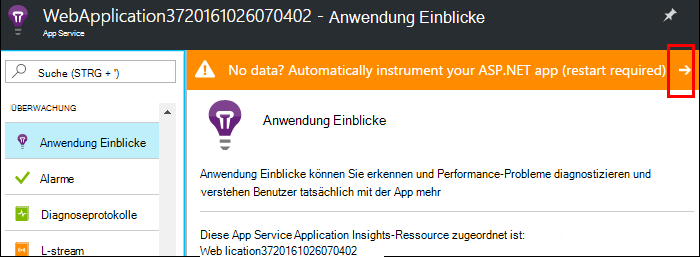 WebApplication3720161026070402 - Anwendung Einblicke
App Service
Suche (STRG + ')
No data? Automatically instrument your ASP.NET app (restart required)
ÜBERWACHUNG
Anwendung Einblicke
Alarme
Diagnoseprotokolle
L-stream
Anwendung Einblicke
Anwendung Einblicke können Sie erkennen und Performance-Probleme diagnostizieren und
verstehen Benutzer tatsächlich mit der App mehr
Diese App Service Application Insights-Ressource zugeordnet ist:
Web lication3720161026070402